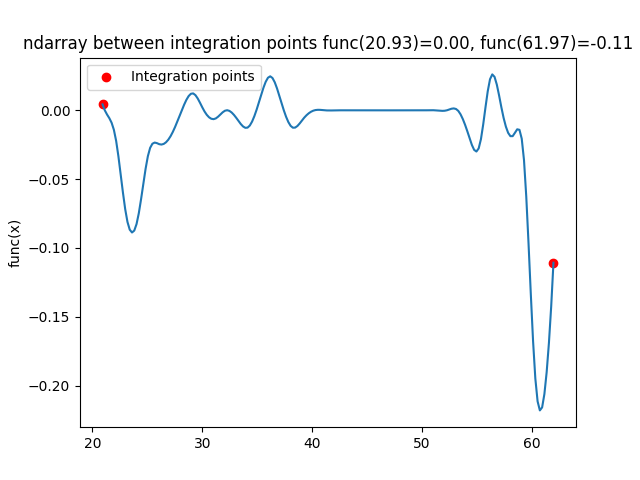 ndarray between integration points func(20.93)=0.00, func(61.97)=-0.11
Integration points
0.00
−0.05
−0.10
−0.15
−0.20
func(x)
20 30 40 50 60